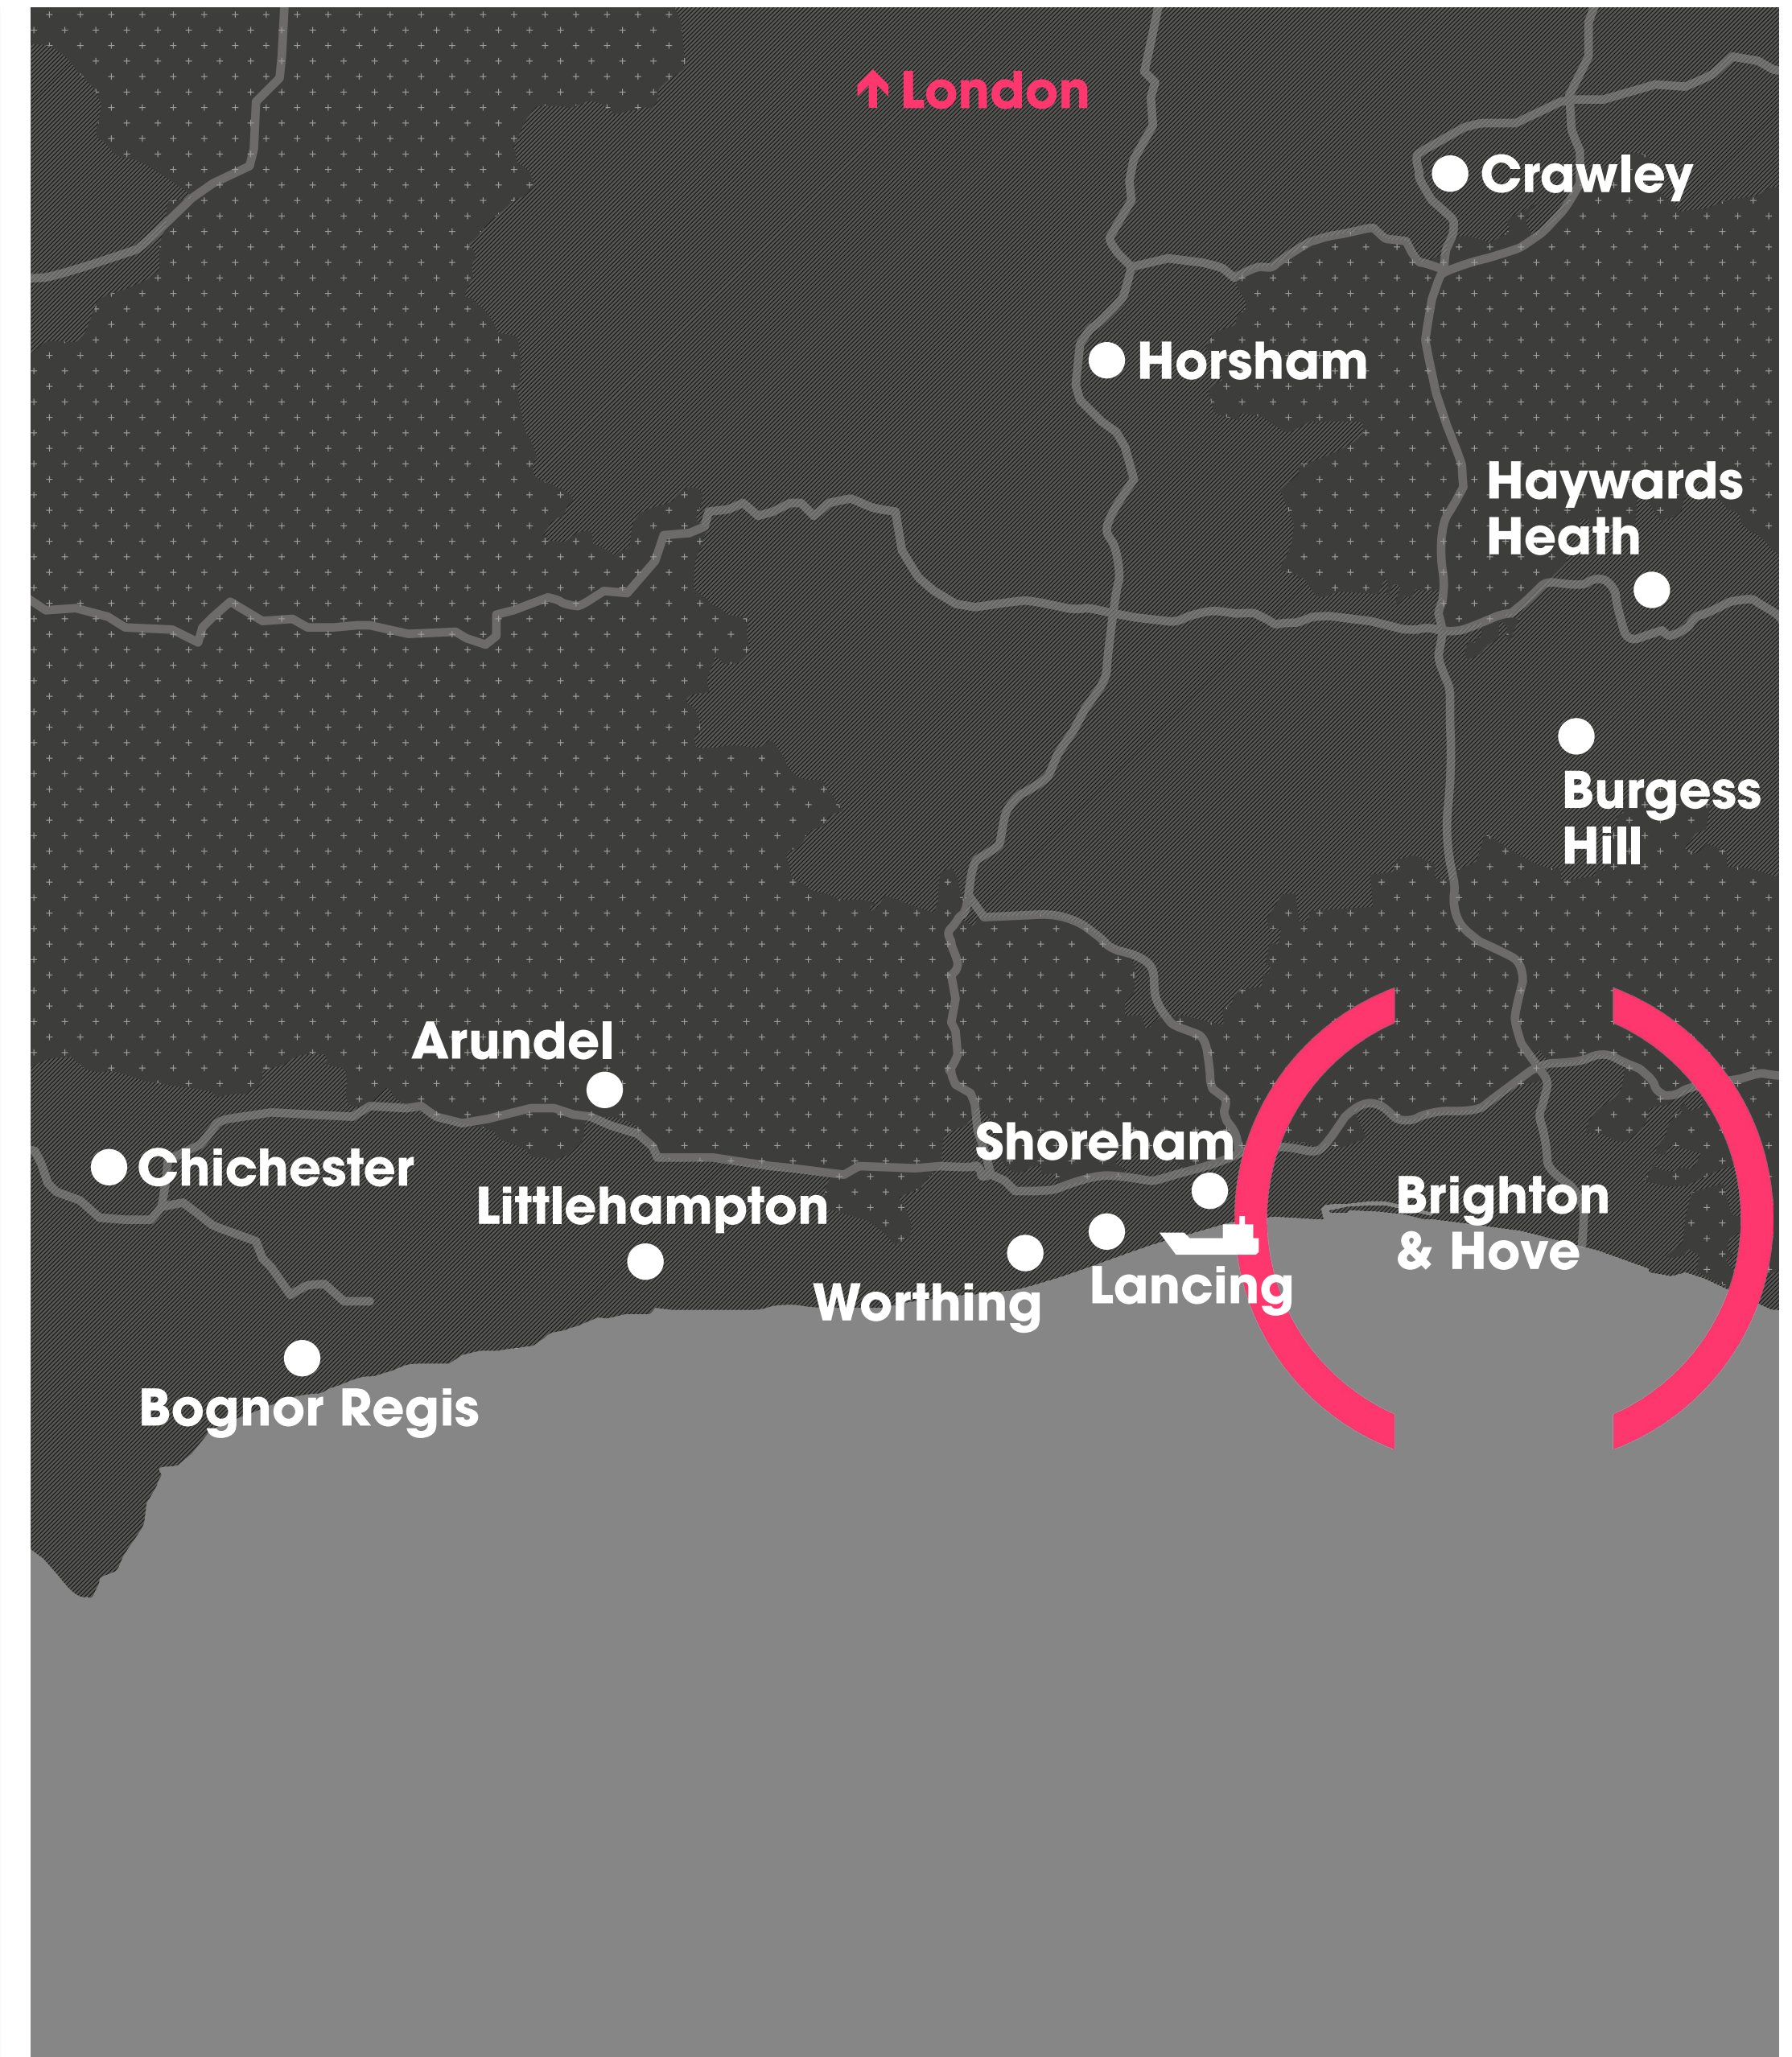 London
Crawley
Horsham
Haywards
Heath
Burgess
Hill
Arundel
Shoreham
Chichester
Littlehampton
Brighton
& Hove
Worthing
Lancing
Bognor Regis